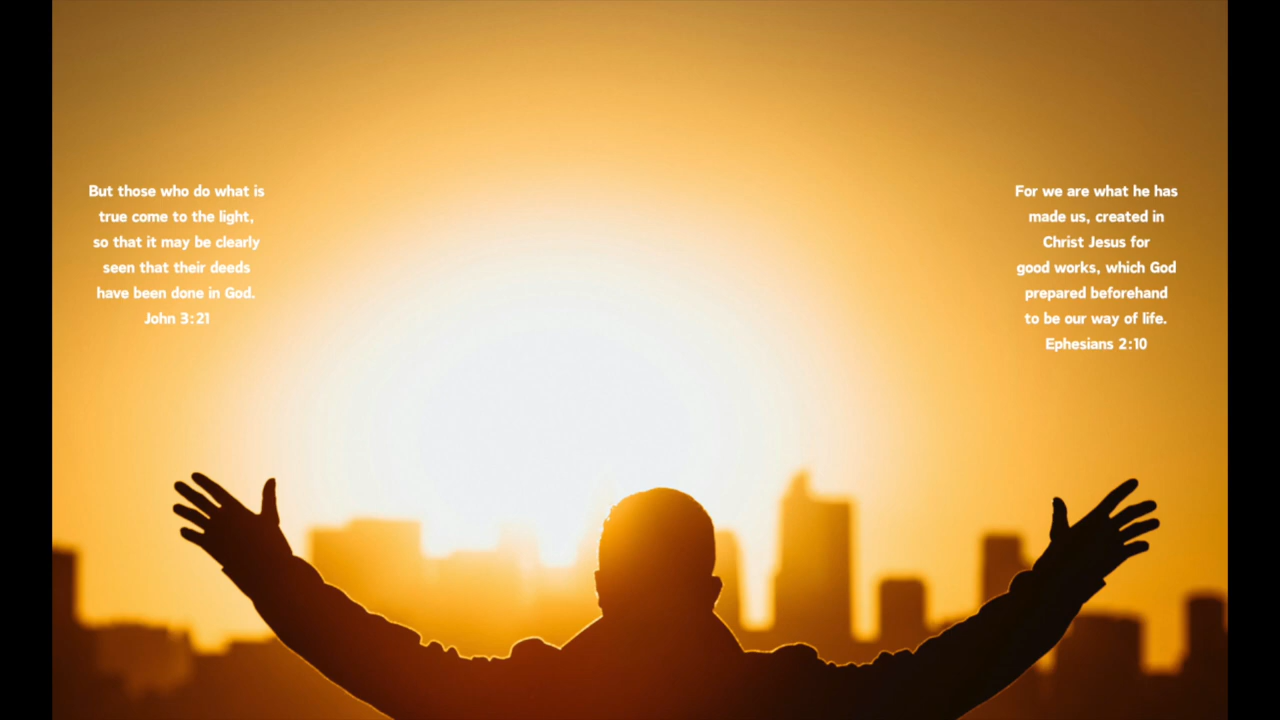 But those who do what is
true come to the light,
so that it may be clearly
seen that their deeds
have been done in God.
John 3:21
For we are what he has
made us, created in
Christ Jesus for
good works, which God
prepared beforehand
to be our way of life.
Ephesians 2:10